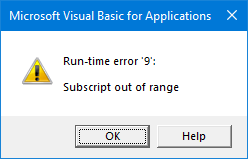 Microsoft Visual Basic for Applications
Run-time error '9':
Subscript out of range
OK
Help